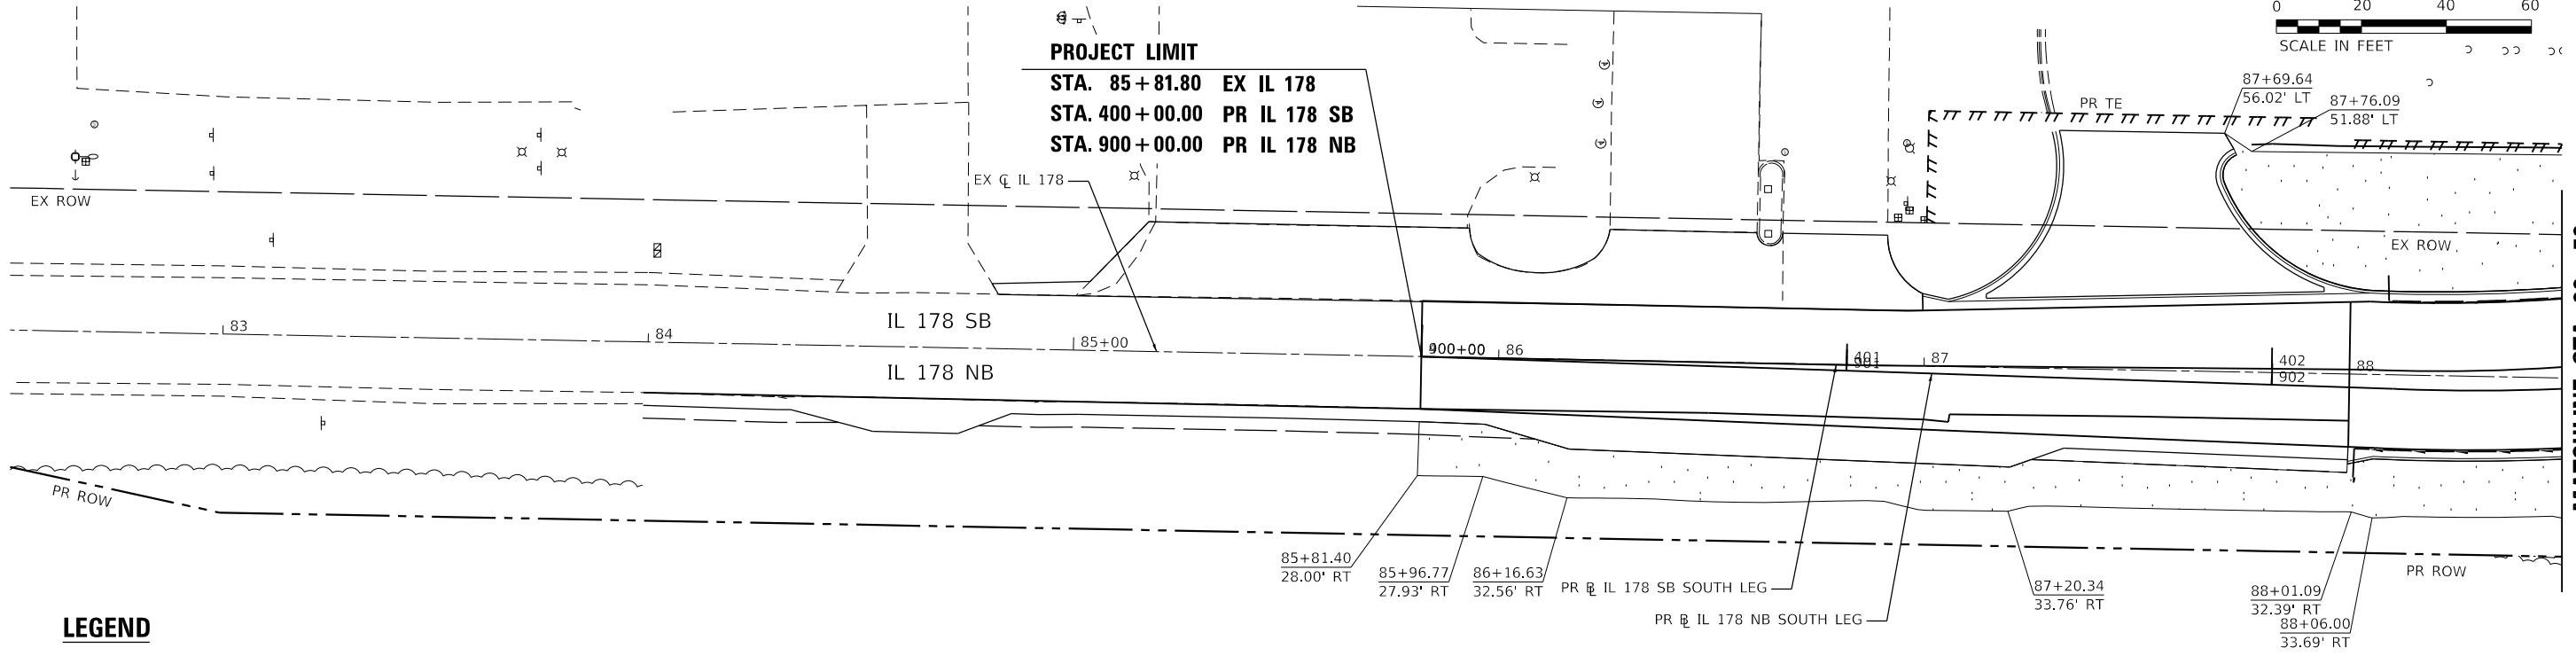 0 20 40 60
SCALE IN FEET
PROJECT LIMIT
STA. 85+81.80 EX IL 178
STA. 400+00.00 PR IL 178 SB
STA. 900+00.00 PR IL 178 NB
87+69.64
56.02' LT
87+76.09
51.88' LT
PR TE
EX ROW
EX ℄ IL 178
EX ROW
IL 178 SB
83
84
85+00
400+00
86
401
901
87
402
902
88
IL 178 NB
PR ROW
85+81.40
28.00' RT
85+96.77
27.93' RT
86+16.63
32.56' RT
PR BL IL 178 SB SOUTH LEG
PR BL IL 178 NB SOUTH LEG
87+20.34
33.76' RT
88+01.09
32.39' RT
88+06.00
33.69' RT
PR ROW
LEGEND